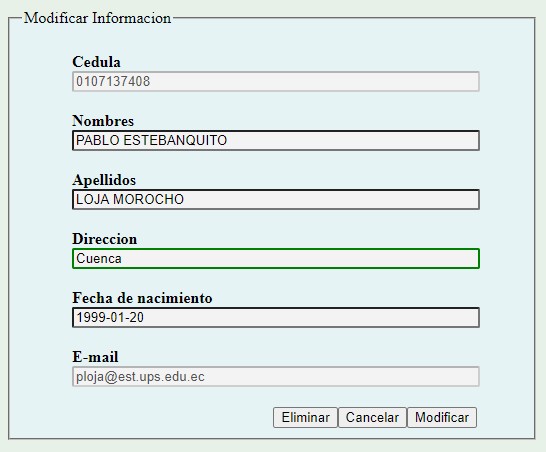 Modificar Informacion
Cedula
0107137408
Nombres
PABLO ESTEBANQUITO
Apellidos
LOJA MOROCHO
Direccion
Cuenca
Fecha de nacimiento
1999-01-20
E-mail
ploja@est.ups.edu.ec
Eliminar Cancelar Modificar